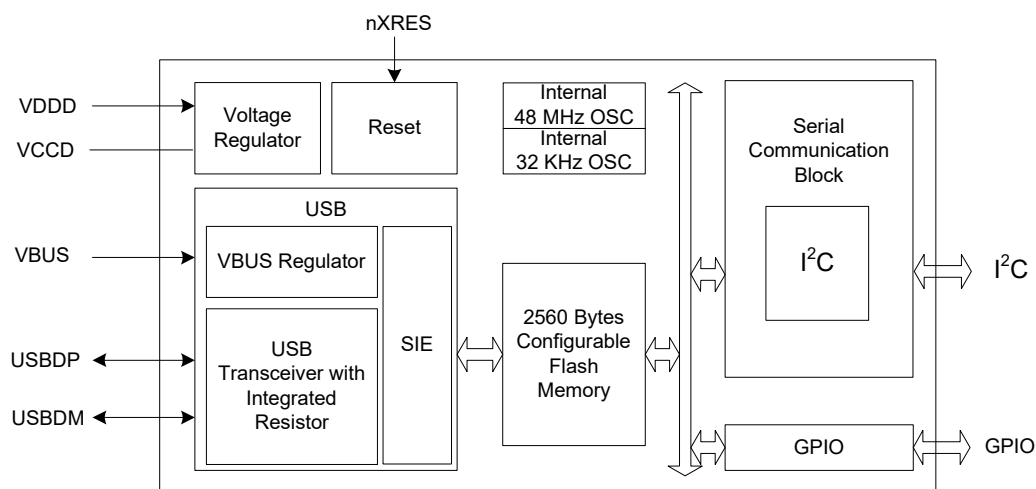 nXRES
VDDD
VCCD
Voltage
Regulator
Reset
Internal
48 MHz OSC
Internal
32 KHz OSC
Serial
Communication
Block
I²C
I²C
USB
VBUS
VBUS Regulator
SIE
USBDP
USBDM
USB
Transceiver with
Integrated
Resistor
2560 Bytes
Configurable
Flash
Memory
GPIO
GPIO